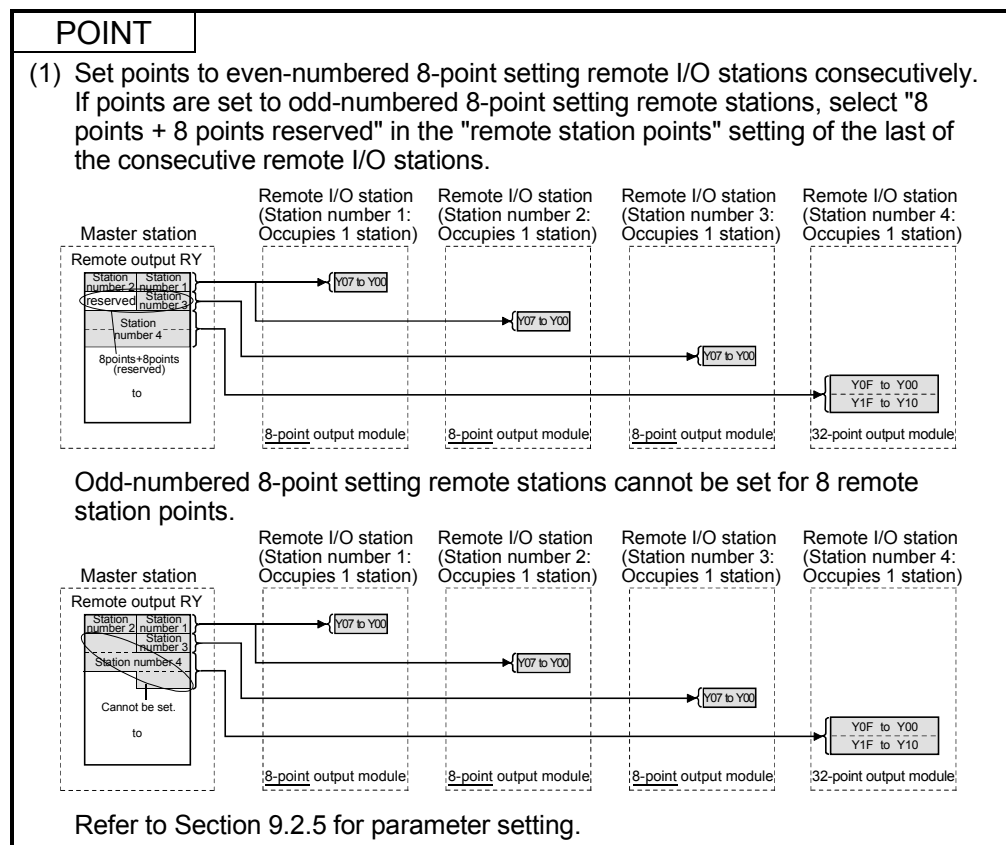 POINT
(1) Set points to even-numbered 8-point setting remote I/O stations consecutively.
If points are set to odd-numbered 8-point setting remote stations, select "8
points + 8 points reserved" in the "remote station points" setting of the last of
the consecutive remote I/O stations.
Master station
Remote I/O station
(Station number 1:
Occupies 1 station)
Remote I/O station
(Station number 2:
Occupies 1 station)
Remote I/O station
(Station number 3:
Occupies 1 station)
Remote I/O station
(Station number 4:
Occupies 1 station)
Remote output RY
Station
number 2
Station
number 1
reserved
Station
number 3
Station
number 4
8points+8points
(reserved)
to
Y07 to Y00
Y07 to Y00
Y07 to Y00
Y0F to Y00
Y1F to Y10
8-point output module
8-point output module
8-point output module
32-point output module
Odd-numbered 8-point setting remote stations cannot be set for 8 remote
station points.
Master station
Remote I/O station
(Station number 1:
Occupies 1 station)
Remote I/O station
(Station number 2:
Occupies 1 station)
Remote I/O station
(Station number 3:
Occupies 1 station)
Remote I/O station
(Station number 4:
Occupies 1 station)
Remote output RY
Station
number 2
Station
number 1
Station
number 3
Station number 4
Cannot be set.
to
Y07 to Y00
Y07 to Y00
Y07 to Y00
Y0F to Y00
Y1F to Y10
8-point output module
8-point output module
8-point output module
32-point output module
Refer to Section 9.2.5 for parameter setting.